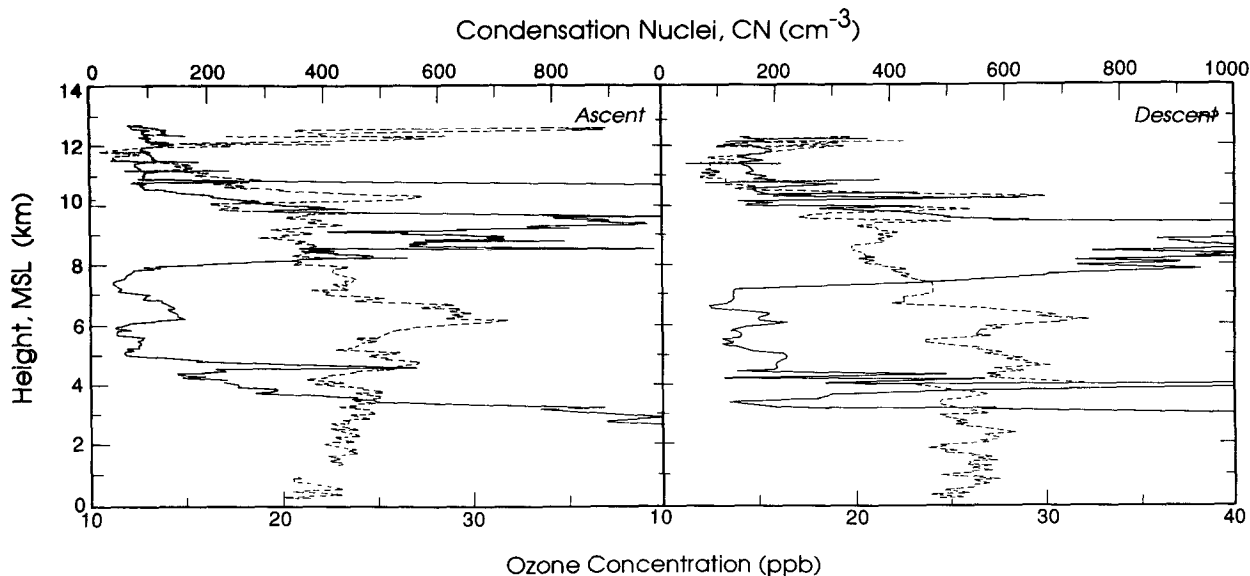 Condensation Nuclei, CN (cm-3)
0 200 400 600 800 0 200 400 600 800 1000
Ascent
Descent
14
12
10
8
6
4
2
0
Height, MSL (km)
10 20 30 10 20 30 40
Ozone Concentration (ppb)